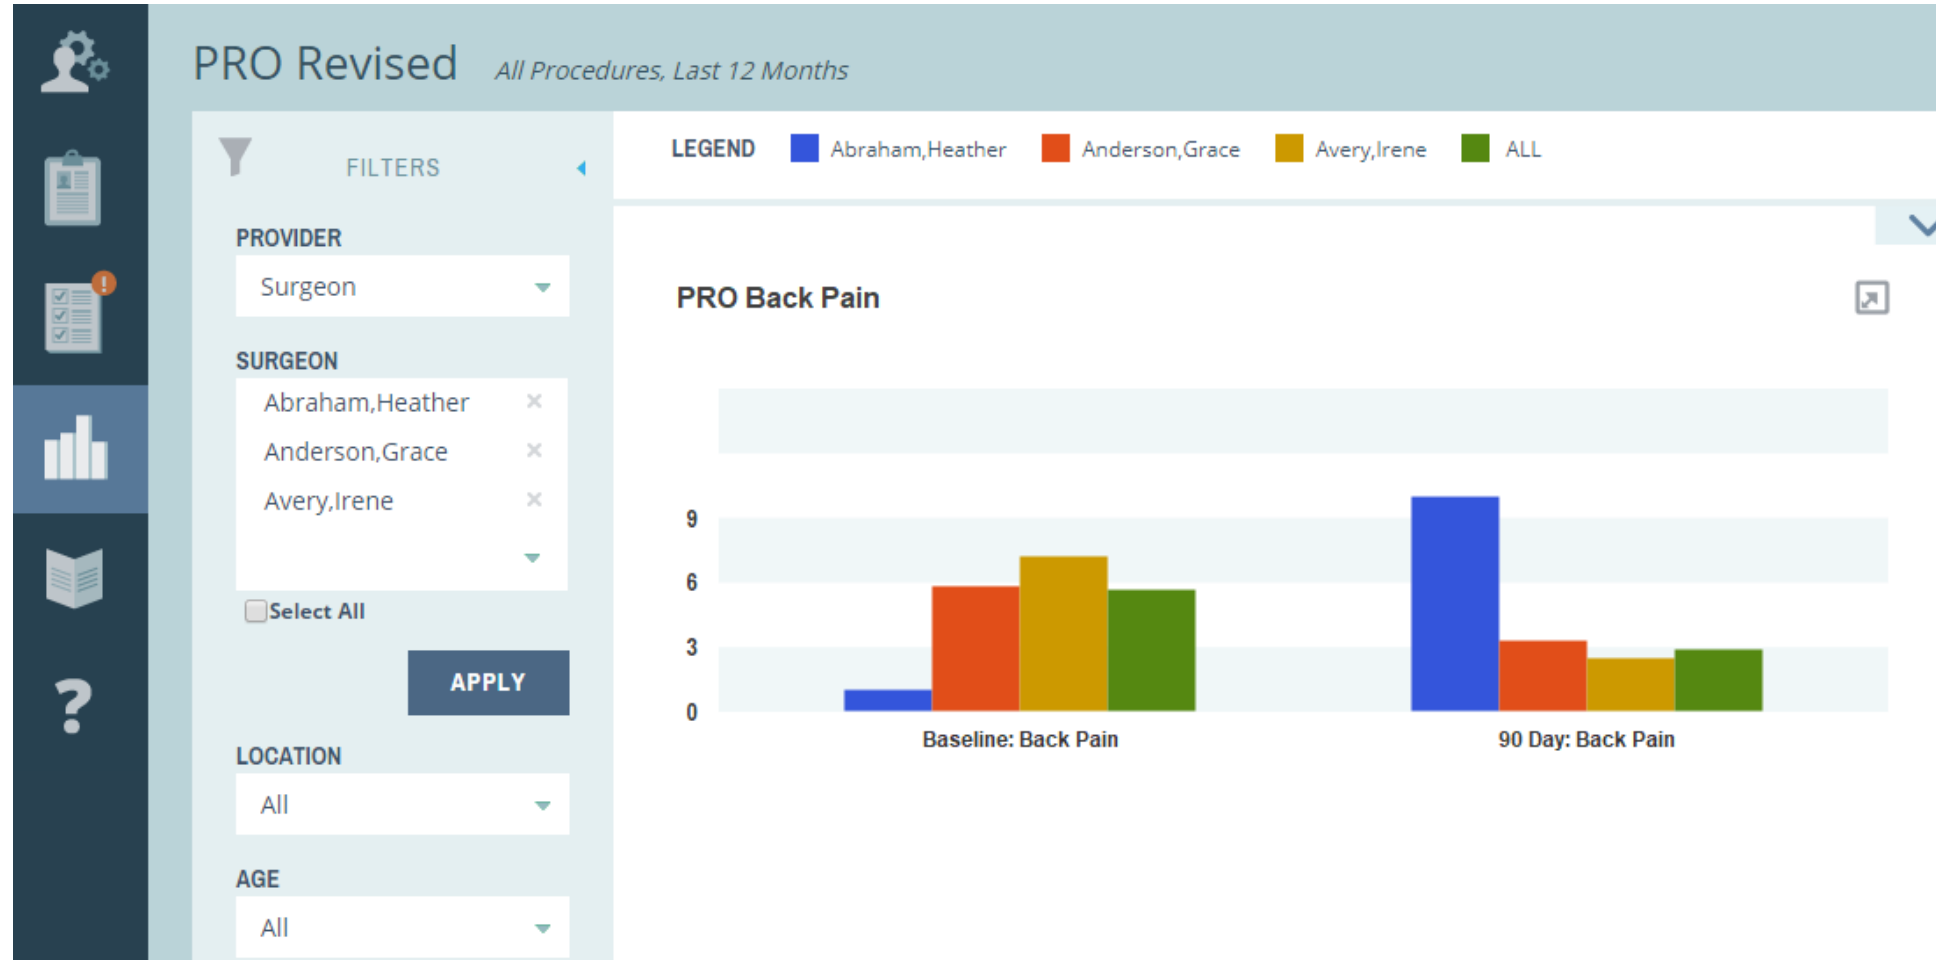 PRO Revised All Procedures, Last 12 Months
FILTERS
LEGEND Abraham,Heather Anderson,Grace Avery,Irene ALL
PROVIDER
Surgeon
SURGEON
Abraham,Heather ×
Anderson,Grace ×
Avery,Irene ×
Select All
APPLY
LOCATION
All
AGE
All
PRO Back Pain
9
6
3
0
Baseline: Back Pain 90 Day: Back Pain
!
?